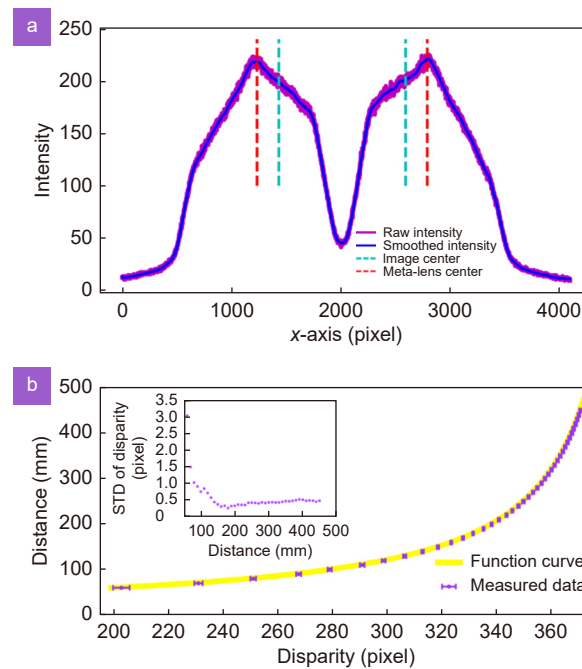 a
250
200
150
100
50
0
Intensity
Raw intensity
Smoothed intensity
Image center
Meta-lens center
0 1000 2000 3000 4000
x-axis (pixel)
b
500
400
300
200
100
0
Distance (mm)
3.5
3.0
2.5
2.0
1.5
1.0
0.5
0
STD of disparity
(pixel)
100 200 300 400 500
Distance (mm)
Function curve
Measured data
200 220 240 260 280 300 320 340 360
Disparity (pixel)